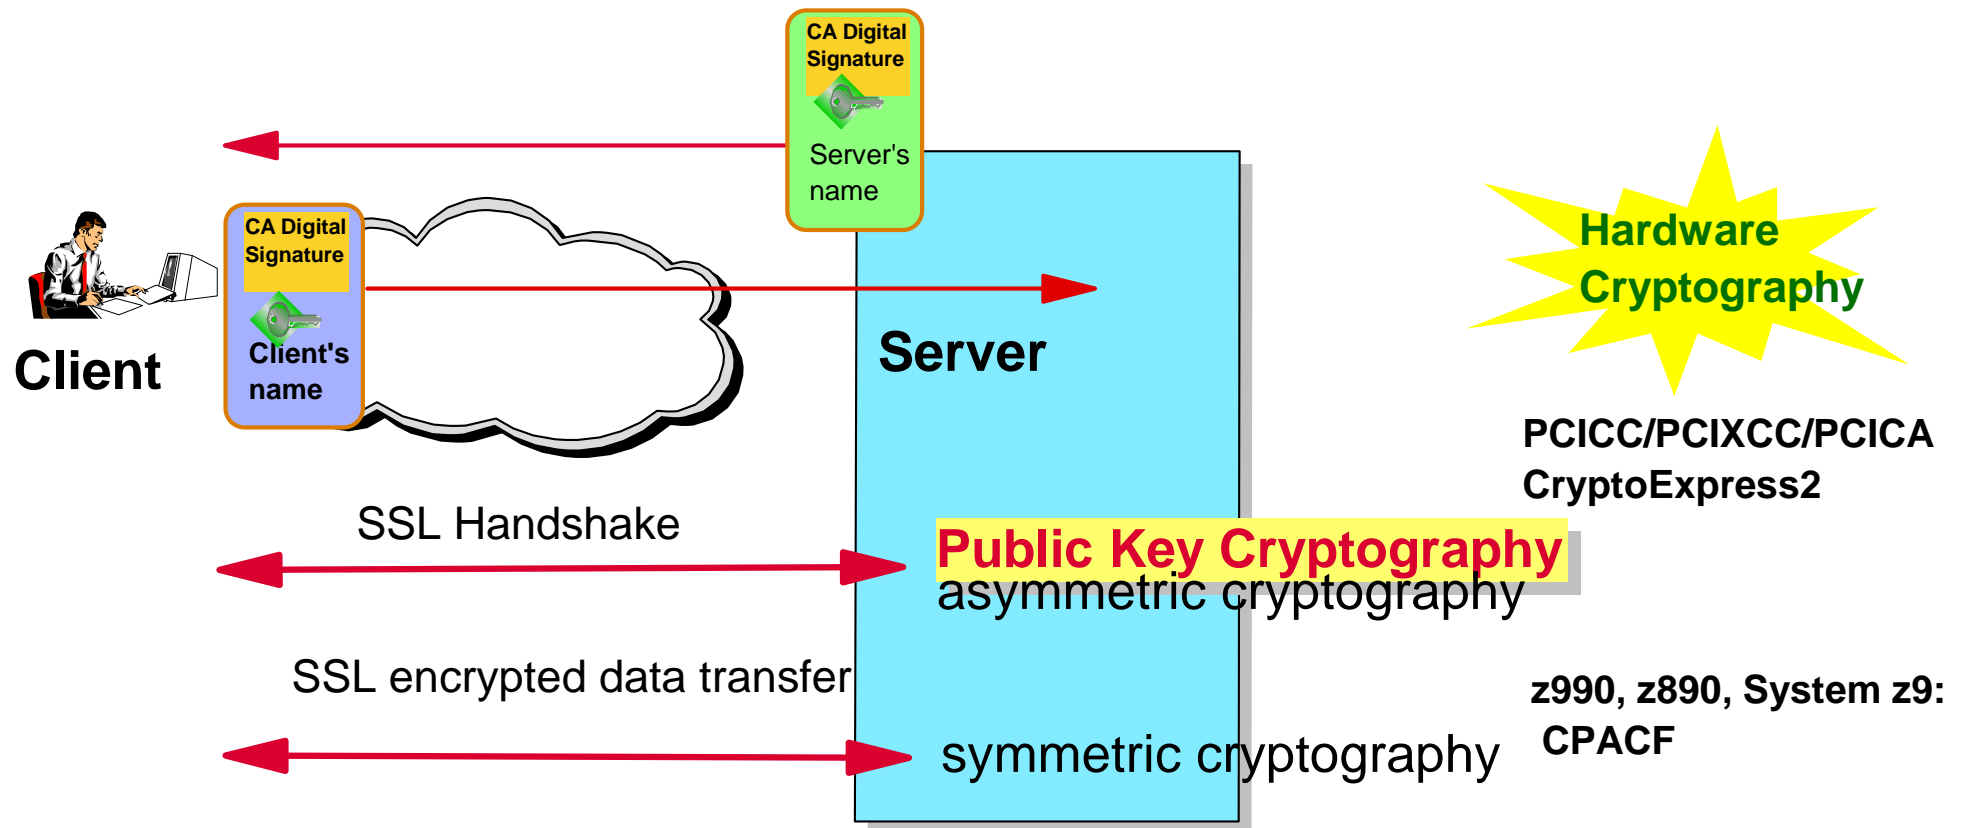 CA Digital
Signature
Server's
name
CA Digital
Signature
Client's
name
Client
Server
Hardware
Cryptography
PCICC/PCIXCC/PCICA
CryptoExpress2
SSL Handshake
Public Key Cryptography
asymmetric cryptography
SSL encrypted data transfer
z990, z890, System z9:
CPACF
symmetric cryptography